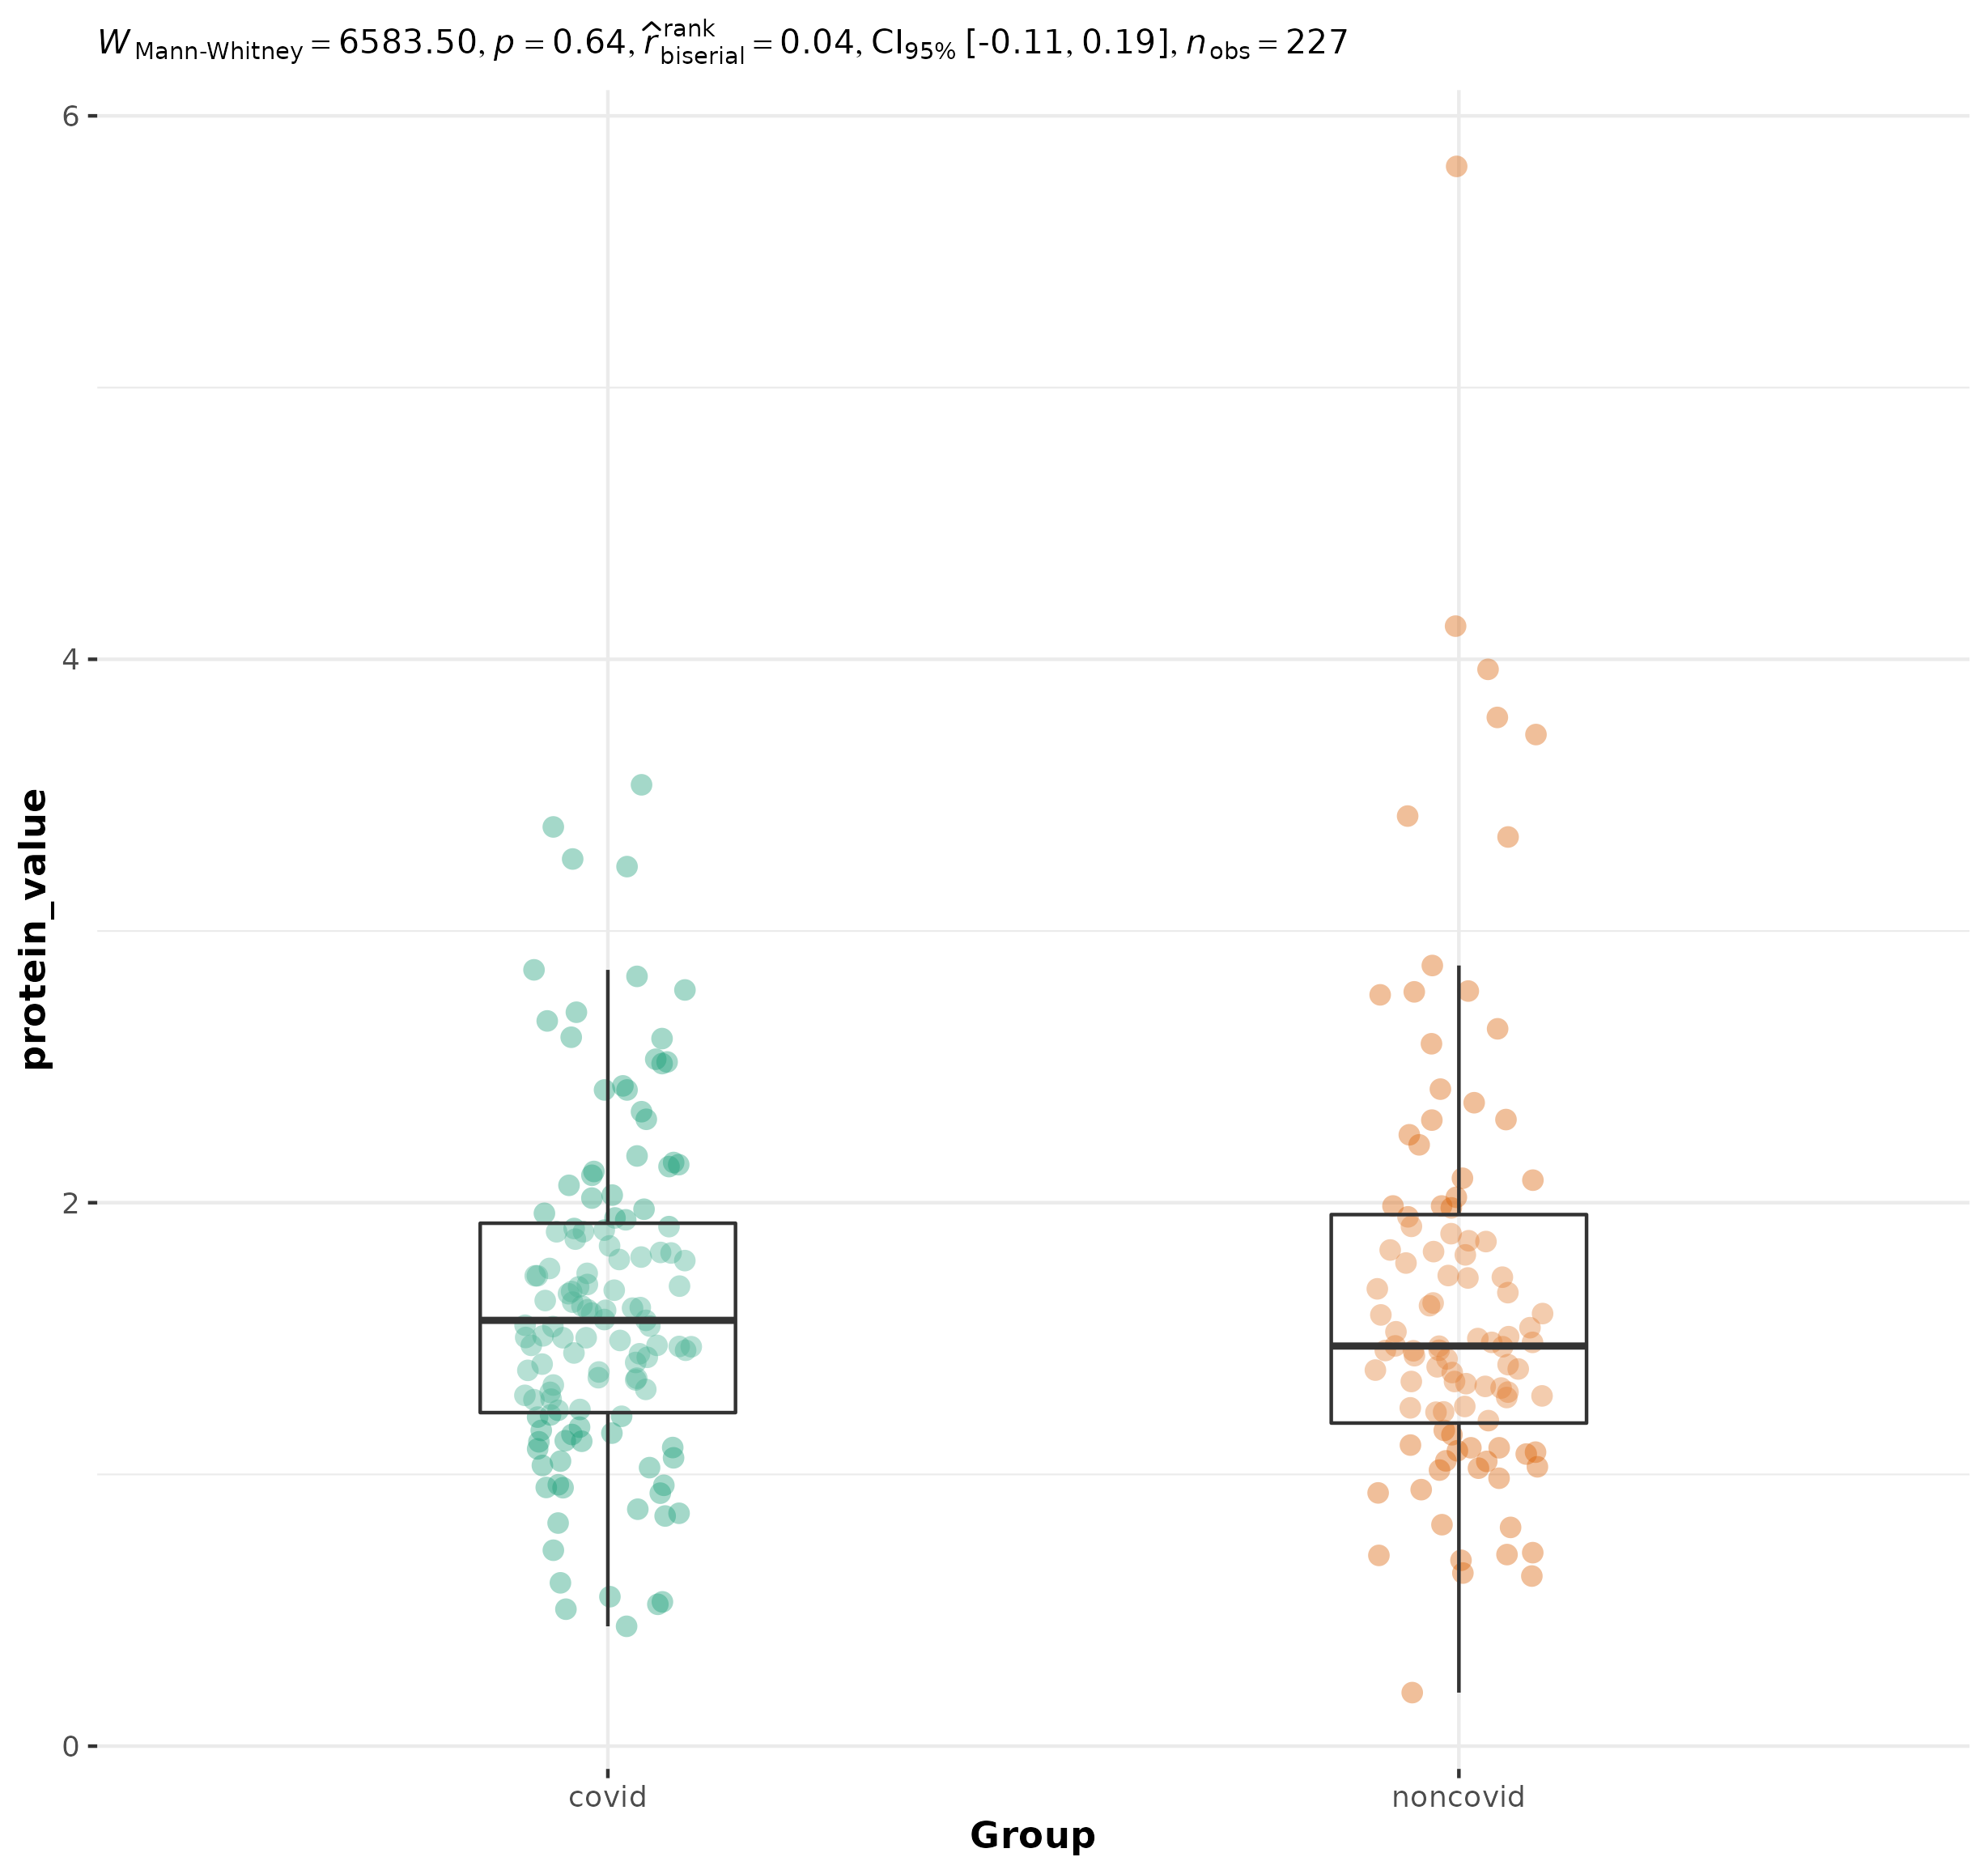 W Mann-Whitney = 6583.50, p = 0.64, r̂ rank biserial = 0.04, CI95% [-0.11, 0.19], n obs = 227
6
4
2
0
protein_value
covid
noncovid
Group